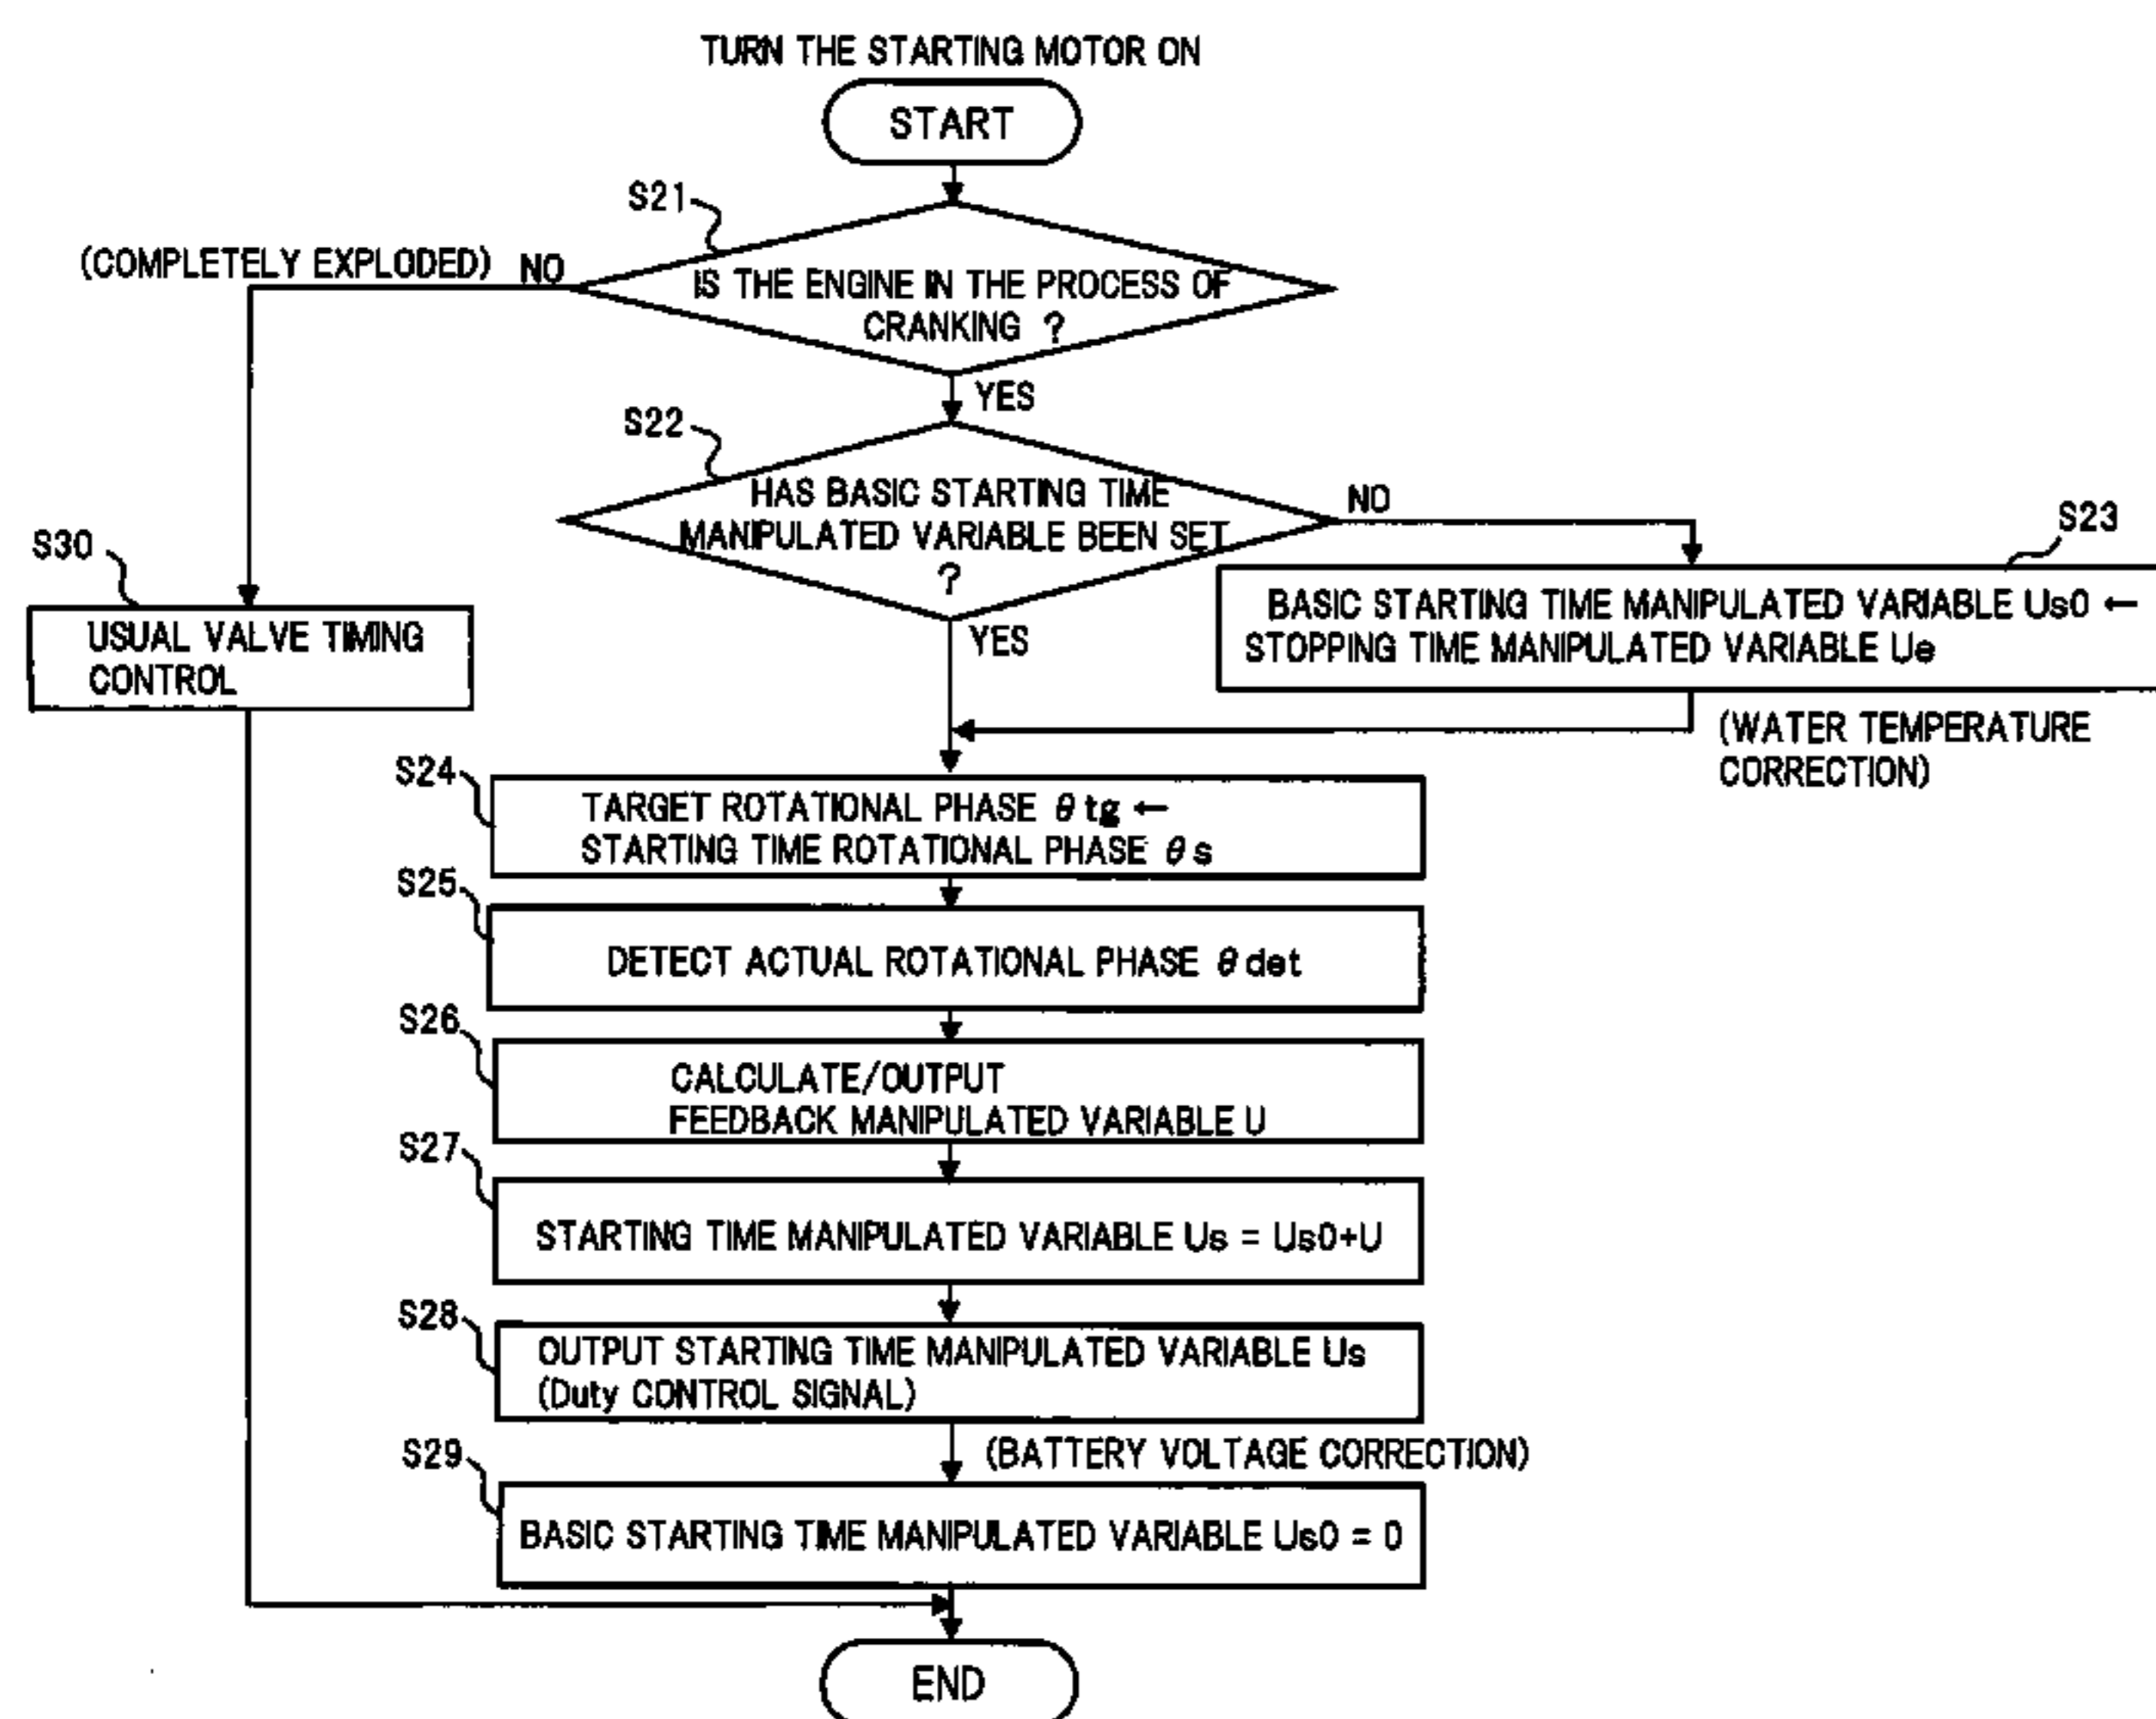 TURN THE STARTING MOTOR ON
START
S21
(COMPLETELY EXPLODED) NO
IS THE ENGINE IN THE PROCESS OF
CRANKING ?
YES
S22
HAS BASIC STARTING TIME
MANIPULATED VARIABLE BEEN SET
?
NO
YES
S23
BASIC STARTING TIME MANIPULATED VARIABLE Us0 ←
STOPPING TIME MANIPULATED VARIABLE Ue
(WATER TEMPERATURE
CORRECTION)
S30
USUAL VALVE TIMING
CONTROL
S24
TARGET ROTATIONAL PHASE θ tg ←
STARTING TIME ROTATIONAL PHASE θ s
S25
DETECT ACTUAL ROTATIONAL PHASE θ det
S26
CALCULATE/OUTPUT
FEEDBACK MANIPULATED VARIABLE U
S27
STARTING TIME MANIPULATED VARIABLE Us = Us0+U
S28
OUTPUT STARTING TIME MANIPULATED VARIABLE Us
(Duty CONTROL SIGNAL)
(BATTERY VOLTAGE CORRECTION)
S29
BASIC STARTING TIME MANIPULATED VARIABLE Us0 = 0
END